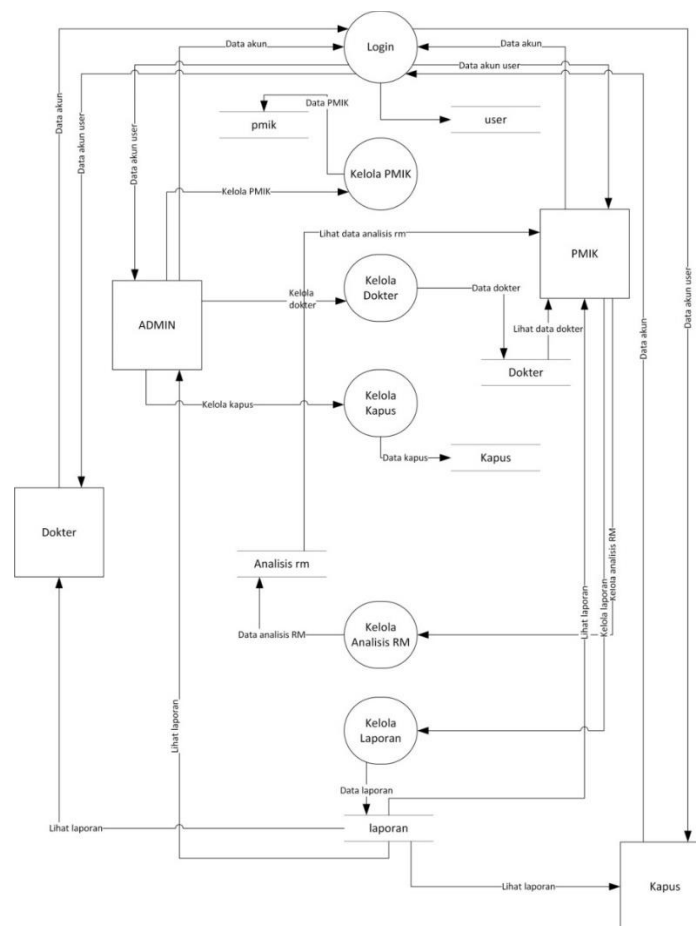 Data akun
Login
Data akun
Data akun user
Data akun user
Data PMIK
pmik
user
Data akun
Data akun user
Data akun user
Kelola PMIK
Kelola PMIK
Lihat data analisis rm
PMIK
Kelola
dokter
Kelola
Dokter
Data dokter
ADMIN
Lihat data dokter
Data akun user
Data akun
Dokter
Kelola kapus
Kelola
Kapus
Data kapus
Kapus
Dokter
Analisis rm
Kelola analisis RM
Kelola laporan
Lihat laporan
Data analisis RM
Kelola
Analisis RM
Lihat laporan
Kelola
Laporan
Data laporan
Lihat laporan
laporan
Lihat laporan
Kapus